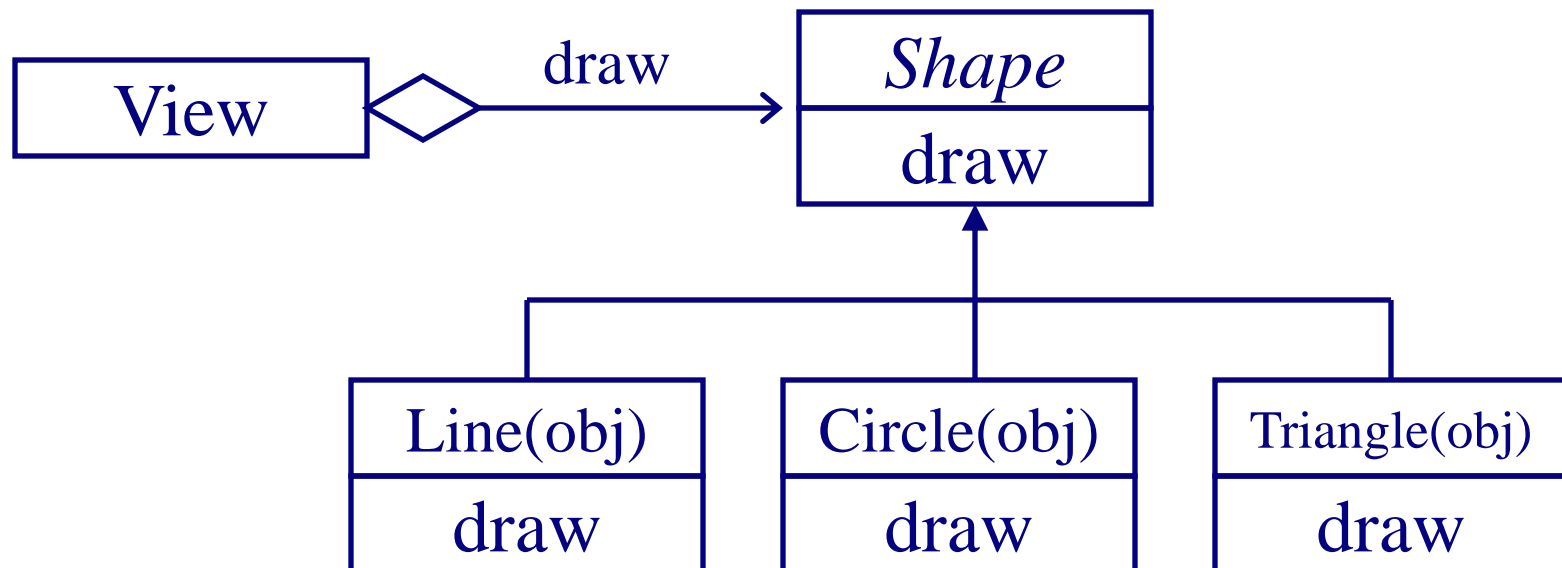 draw
Shape
View
draw
Line(obj)
Circle(obj)
Triangle(obj)
draw
draw
draw